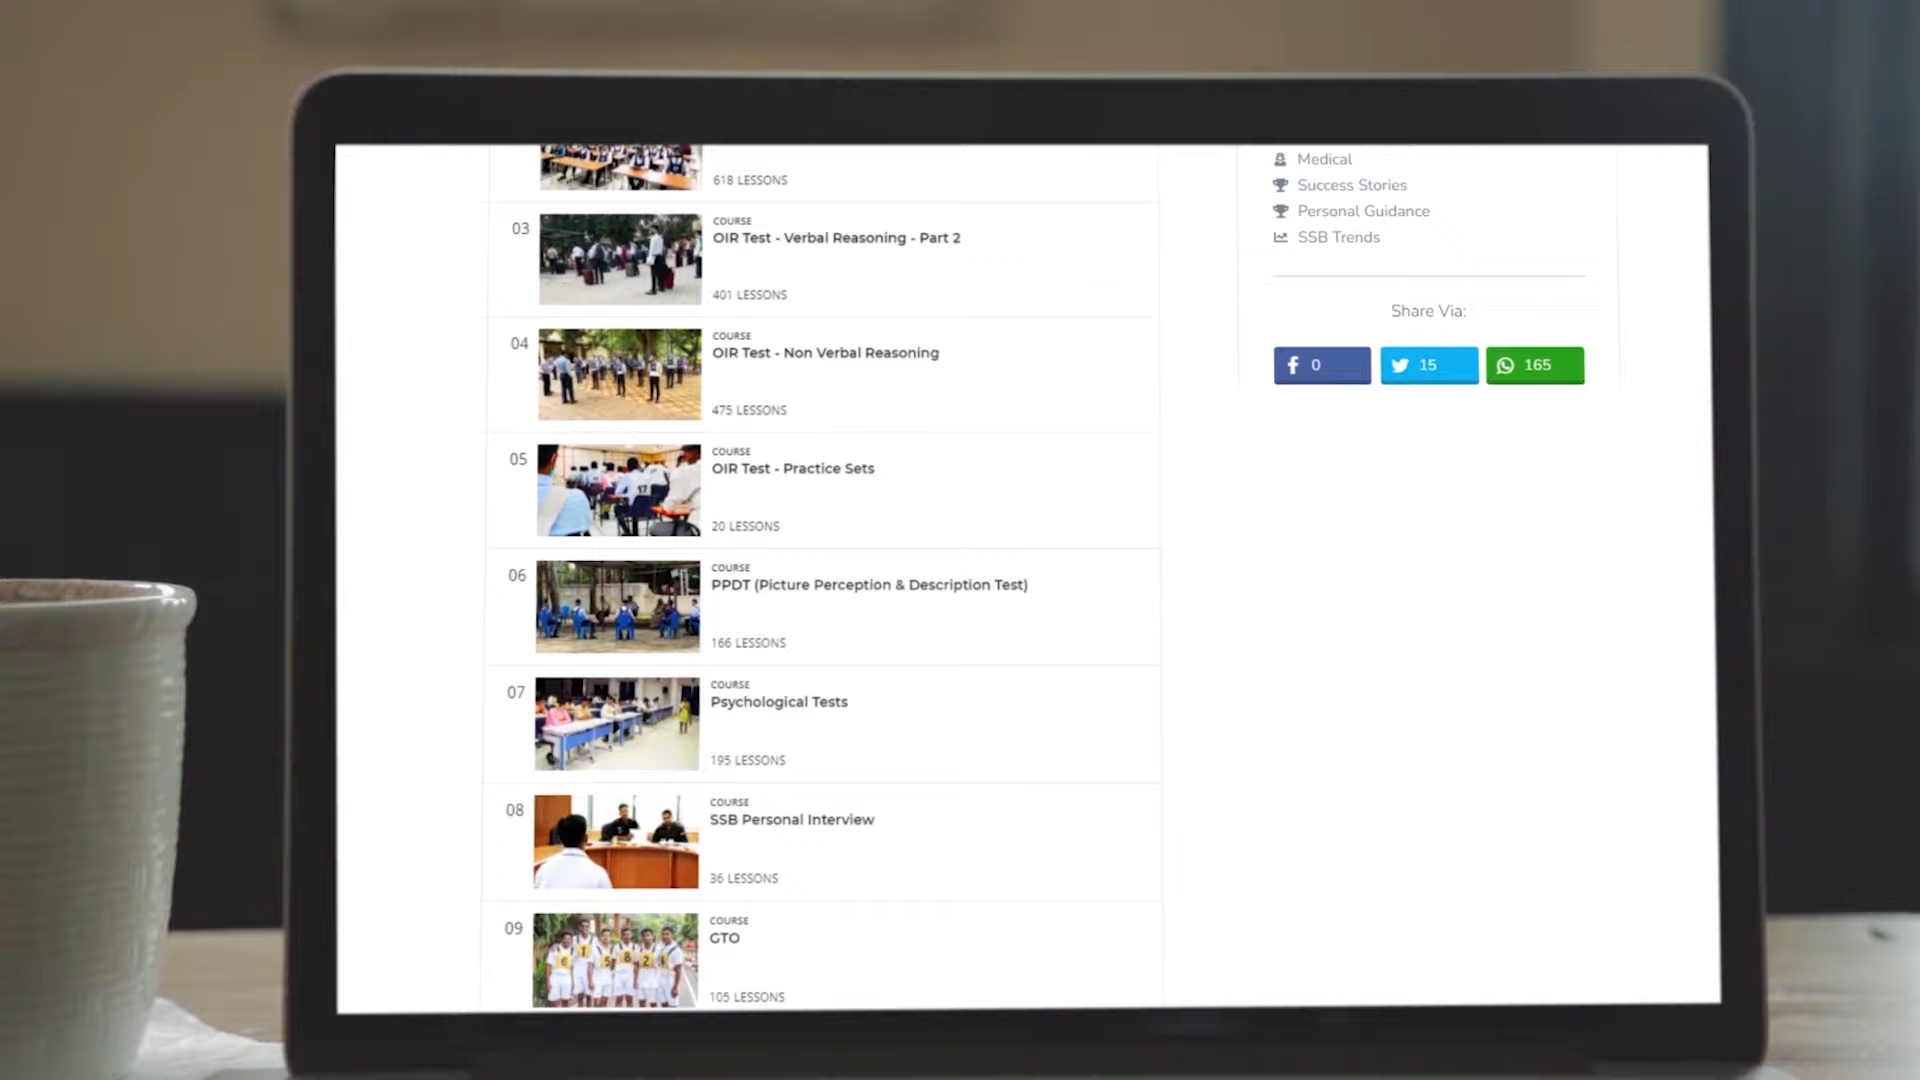 618 LESSONS
03
COURSE
OIR Test - Verbal Reasoning - Part 2
401 LESSONS
04
COURSE
OIR Test - Non Verbal Reasoning
475 LESSONS
05
COURSE
OIR Test - Practice Sets
17
20 LESSONS
06
COURSE
PPDT (Picture Perception & Description Test)
166 LESSONS
07
COURSE
Psychological Tests
195 LESSONS
08
COURSE
SSB Personal Interview
36 LESSONS
09
COURSE
GTO
105 LESSONS
Medical
Success Stories
Personal Guidance
SSB Trends
Share Via:
0
15
165